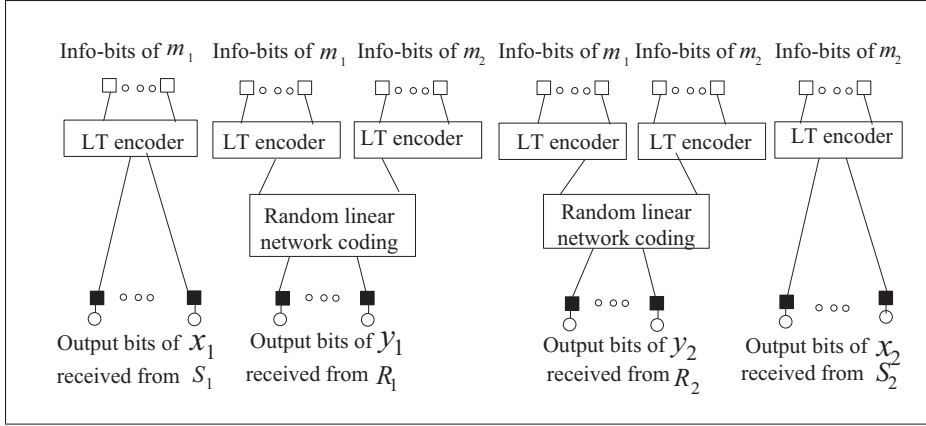 Info-bits of m1 Info-bits of m1 Info-bits of m2 Info-bits of m1 Info-bits of m2 Info-bits of m2
LT encoder LT encoder LT encoder LT encoder LT encoder LT encoder
Random linear
network coding
Random linear
network coding
Output bits of x1
received from S1
Output bits of y1
received from R1
Output bits of y2
received from R2
Output bits of x2
received from S2